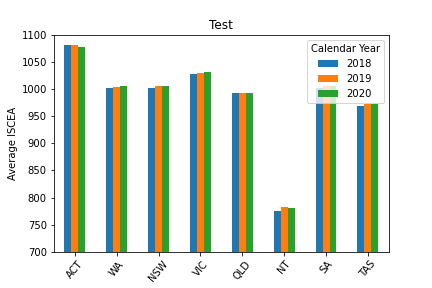 Test
Calendar Year
2018
2019
2020
Average ISCEA
1100
1050
1000
950
900
850
800
750
700
ACT
WA
NSW
VIC
QLD
NT
SA
TAS